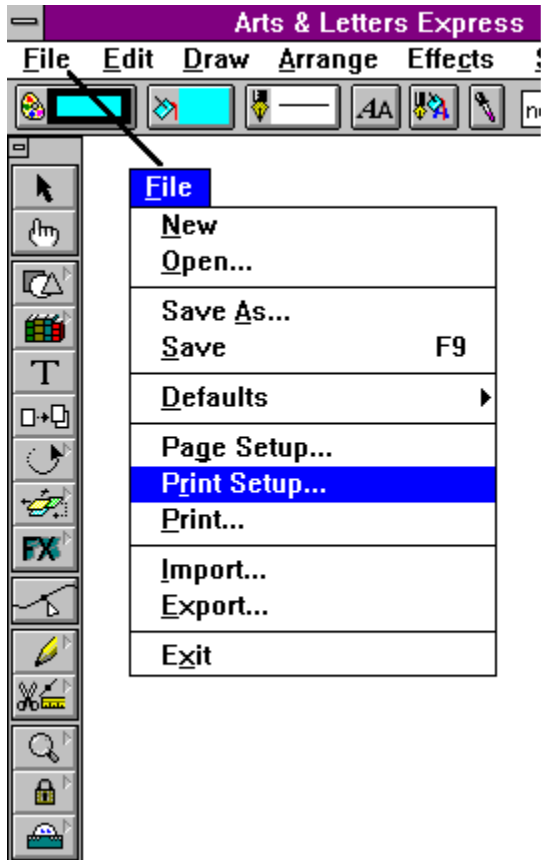 Arts & Letters Express
File Edit Draw Arrange Effects
AA
File
New
Open...
Save As...
Save F9
Defaults
Page Setup...
Print Setup...
Print...
Import...
Export...
Exit
T
FX